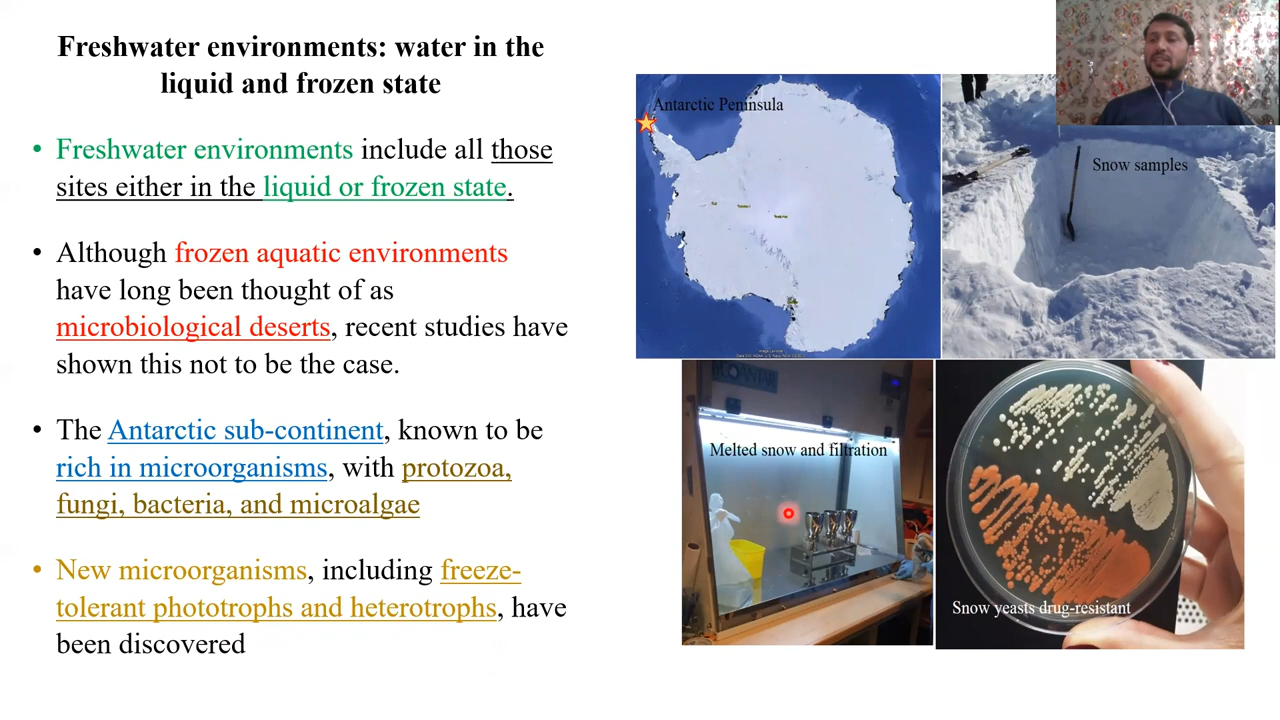 Freshwater environments: water in the
liquid and frozen state
• Freshwater environments include all those
sites either in the liquid or frozen state.
• Although frozen aquatic environments
have long been thought of as
microbiological deserts, recent studies have
shown this not to be the case.
• The Antarctic sub-continent, known to be
rich in microorganisms, with protozoa,
fungi, bacteria, and microalgae
• New microorganisms, including freeze-
tolerant phototrophs and heterotrophs, have
been discovered
Antarctic Peninsula
Snow samples
Melted snow and filtration
Snow yeasts drug-resistant